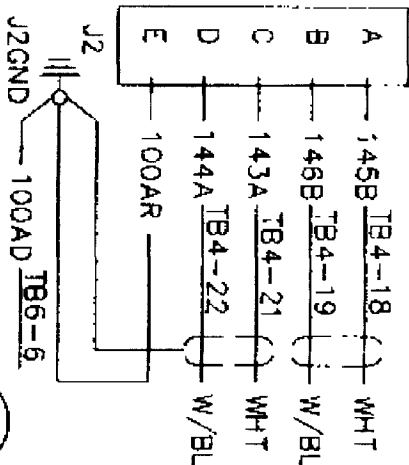 A 145B TB4-18 WHT
B 146B TB4-19 W/BL
C 143A TB4-21 WHT
D 144A TB4-22 W/BL
E 100AR
J2
J2GND 100AD TB6-6